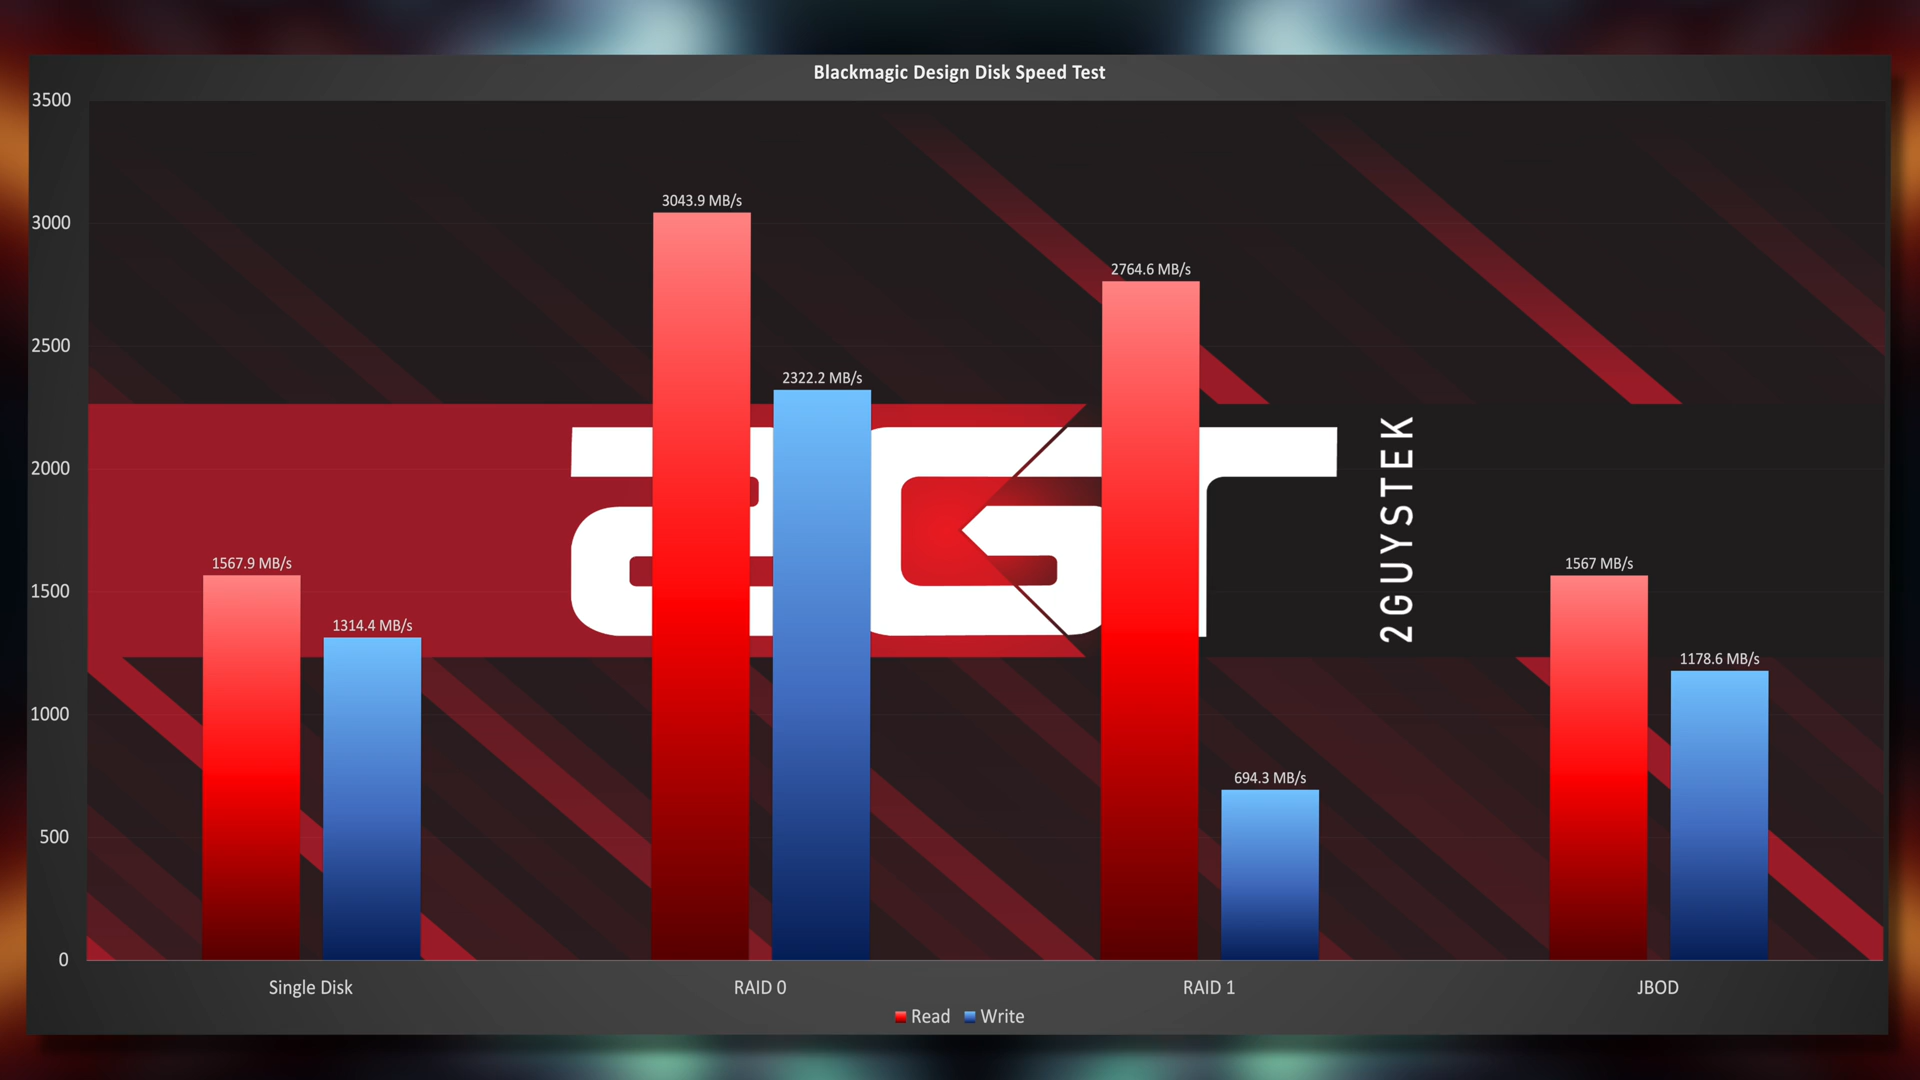 Blackmagic Design Disk Speed Test
3500
3000
2500
2000
1500
1000
500
0
1567.9 MB/s
1314.4 MB/s
3043.9 MB/s
2322.2 MB/s
2764.6 MB/s
694.3 MB/s
1567 MB/s
1178.6 MB/s
2GT
2GUYSTEK
Single Disk
RAID 0
RAID 1
JBOD
Read
Write